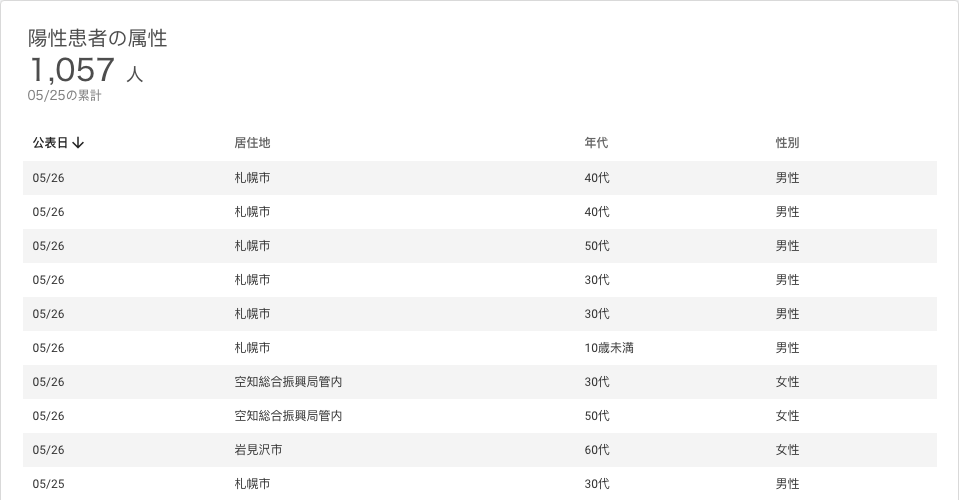 陽性患者の属性
1,057 人
05/25の累計
公表日↓ 居住地 年代 性別
05/26 札幌市 40代 男性
05/26 札幌市 40代 男性
05/26 札幌市 50代 男性
05/26 札幌市 30代 男性
05/26 札幌市 30代 男性
05/26 札幌市 10歳未満 男性
05/26 空知総合振興局管内 30代 女性
05/26 空知総合振興局管内 50代 女性
05/26 岩見沢市 60代 女性
05/25 札幌市 30代 男性